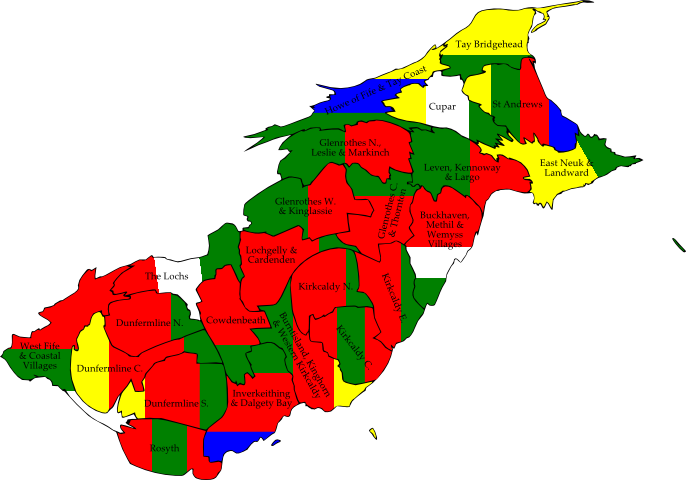 Tay Bridgehead
Howe of Fife & Tay Coast
Cupar
St Andrews
Glenrothes N.,
Leslie & Markinch
Leven, Kennoway
& Largo
East Neuk &
Landward
Glenrothes W.
& Kinglassie
Glenrothes C.
& Thornton
Buckhaven,
Methil &
Wemyss
Villages
Lochgelly &
Cardenden
The Lochs
Kirkcaldy N.
Kirkcaldy E.
Dunfermline N.
Cowdenbeath
Burntisland, Kinghorn
& Western Kirkcaldy
Kirkcaldy C.
West Fife
& Coastal
Villages
Dunfermline C.
Dunfermline S.
Inverkeithing
& Dalgety Bay
Rosyth